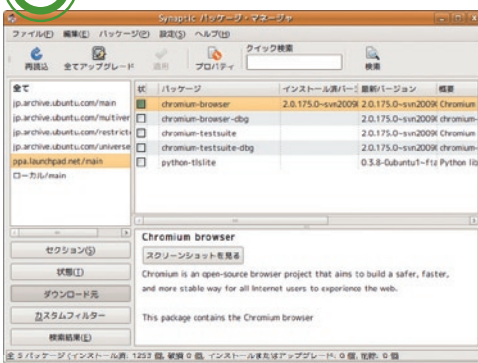 Synaptic パッケージ・マネージャ
ファイル(F) 編集(E) パッケージ(P) 設定(S) ヘルプ(H)
クイック検索
再読込 全てアップグレード 適用 プロパティ 検索
全て
jp.archive.ubuntu.com/main
jp.archive.ubuntu.com/multiver
jp.archive.ubuntu.com/restricte
jp.archive.ubuntu.com/universe
ppa.launchpad.net/main
ローカル/main
セクション(S)
状態(T)
ダウンロード元
カスタムフィルター
検索結果(E)
状 パッケージ インストール済バージ 最新バージョン 概要
chromium-browser 2.0.175.0~svn2009 2.0.175.0~svn2009 Chromium
chromium-browser-dbg 2.0.175.0~svn2009 chromium-
chromium-testsuite 2.0.175.0~svn2009 Chromium
chromium-testsuite-dbg 2.0.175.0~svn2009 chromium-
python-tlslite 0.3.8-0ubuntu1~ Python lib
Chromium browser
スクリーンショットを見る
Chromium is an open-source browser project that aims to build a safer, faster,
and more stable way for all Internet users to experience the web.
This package contains the Chromium browser
全 5 パッケージ (インストール済: 1253 個, 破損 0 個, インストールまたはアップグレード: 0 個, 削除: 0 個